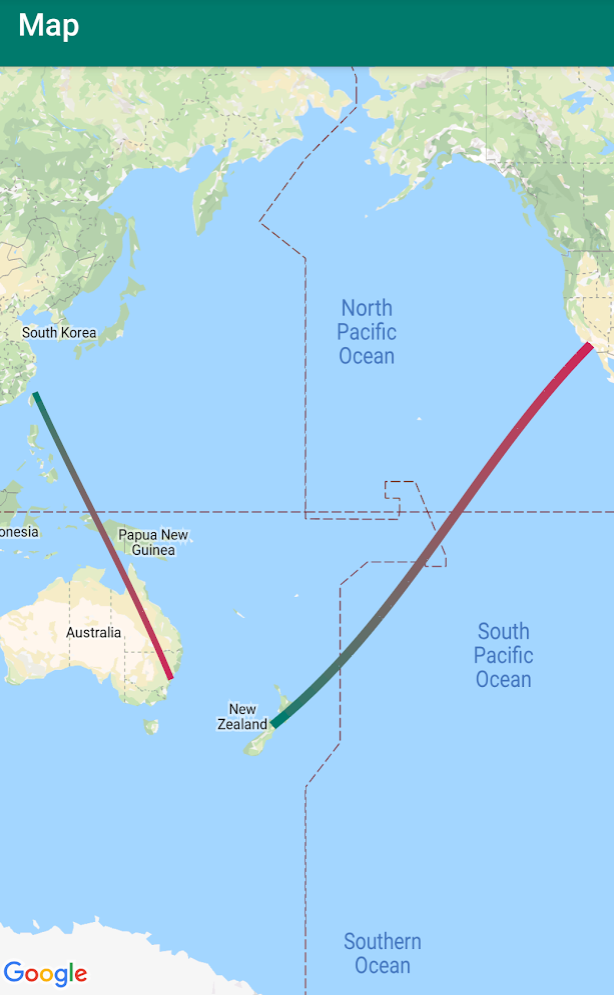 Map
North
Pacific
Ocean
South Korea
onesia
Papua New
Guinea
Australia
South
Pacific
Ocean
New
Zealand
Southern
Ocean
Google